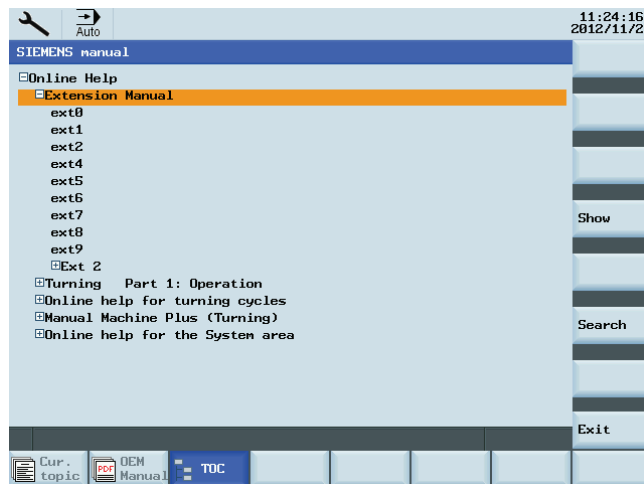 11:24:16
Auto
2012/11/2
SIEMENS manual
Online Help
Extension Manual
ext0
ext1
ext2
ext4
ext5
ext6
ext7
ext8
ext9
Ext 2
Turning Part 1: Operation
Online help for turning cycles
Manual Machine Plus (Turning)
Online help for the System area
Show
Search
Exit
Cur.
topic
PDF
OEM
Manual
TOC